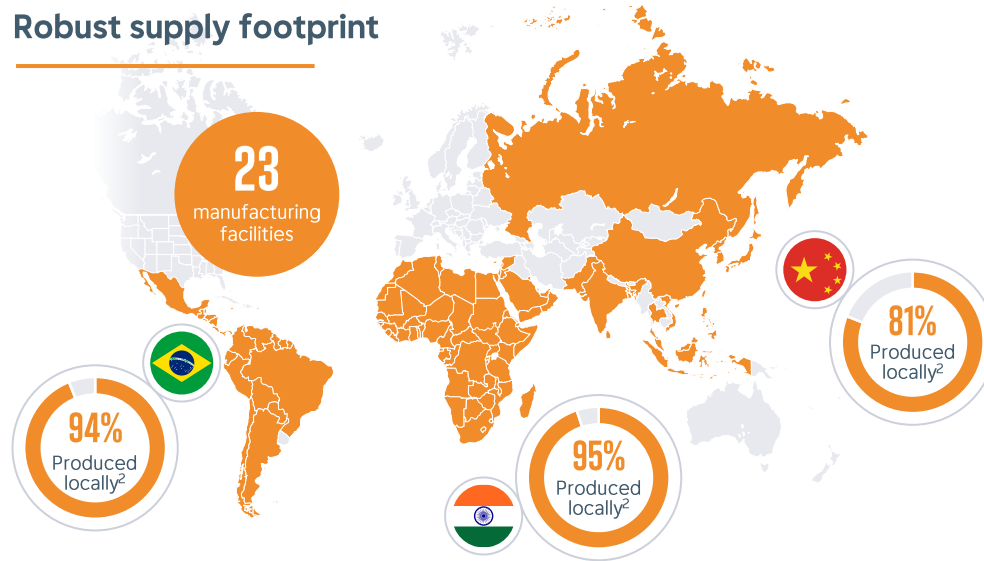 Robust supply footprint
23
manufacturing
facilities
81%
Produced
locally²
94%
Produced
locally²
95%
Produced
locally²